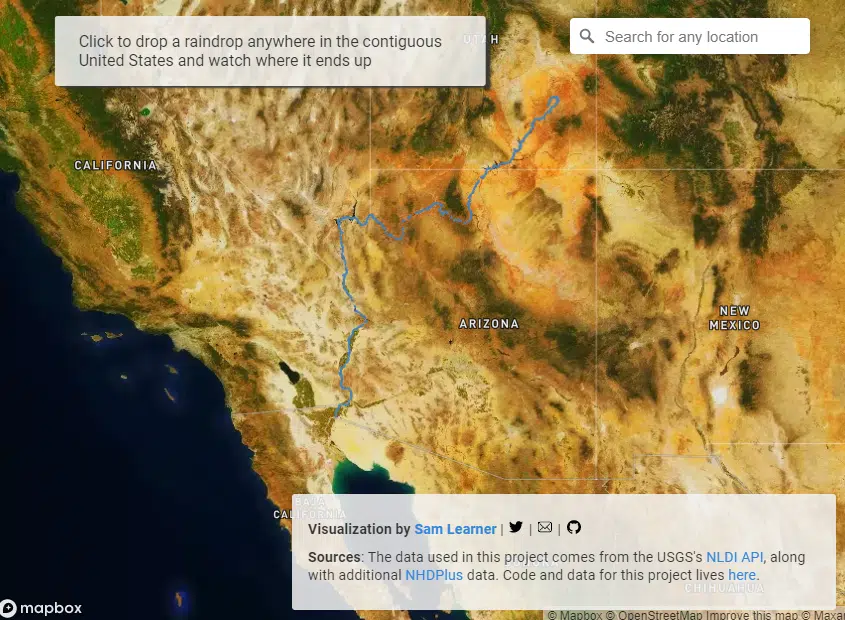 Click to drop a raindrop anywhere in the contiguous
United States and watch where it ends up
UTAH
Search for any location
CALIFORNIA
ARIZONA
NEW
MEXICO
BAJA
CALIFORNIA
Visualization by Sam Learner | | |
Sources: The data used in this project comes from the USGS's NLDI API, along
with additional NHDPlus data. Code and data for this project lives here.
CHIHUAHUA
mapbox
© Mapbox © OpenStreetMap Improve this map © Maxar